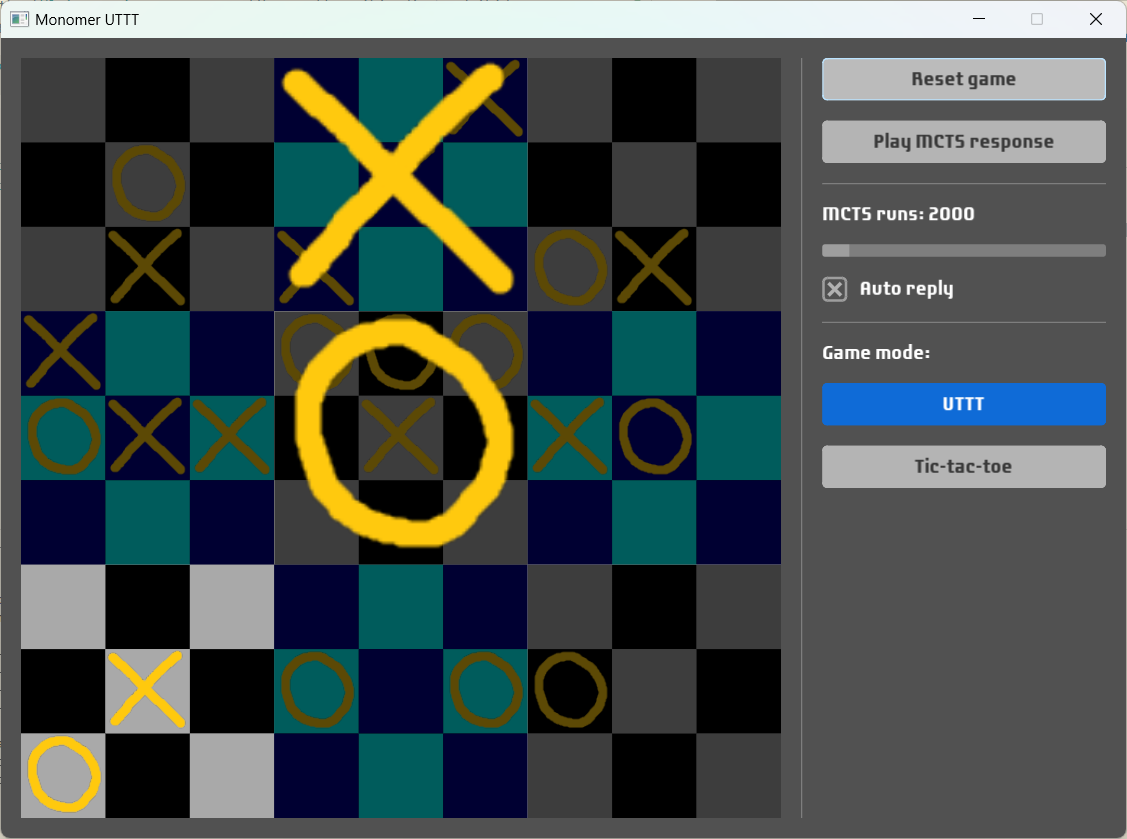 Monomer UTTT
Reset game
Play MCTS response
MCTS runs: 2000
Auto reply
Game mode:
UTTT
Tic-tac-toe